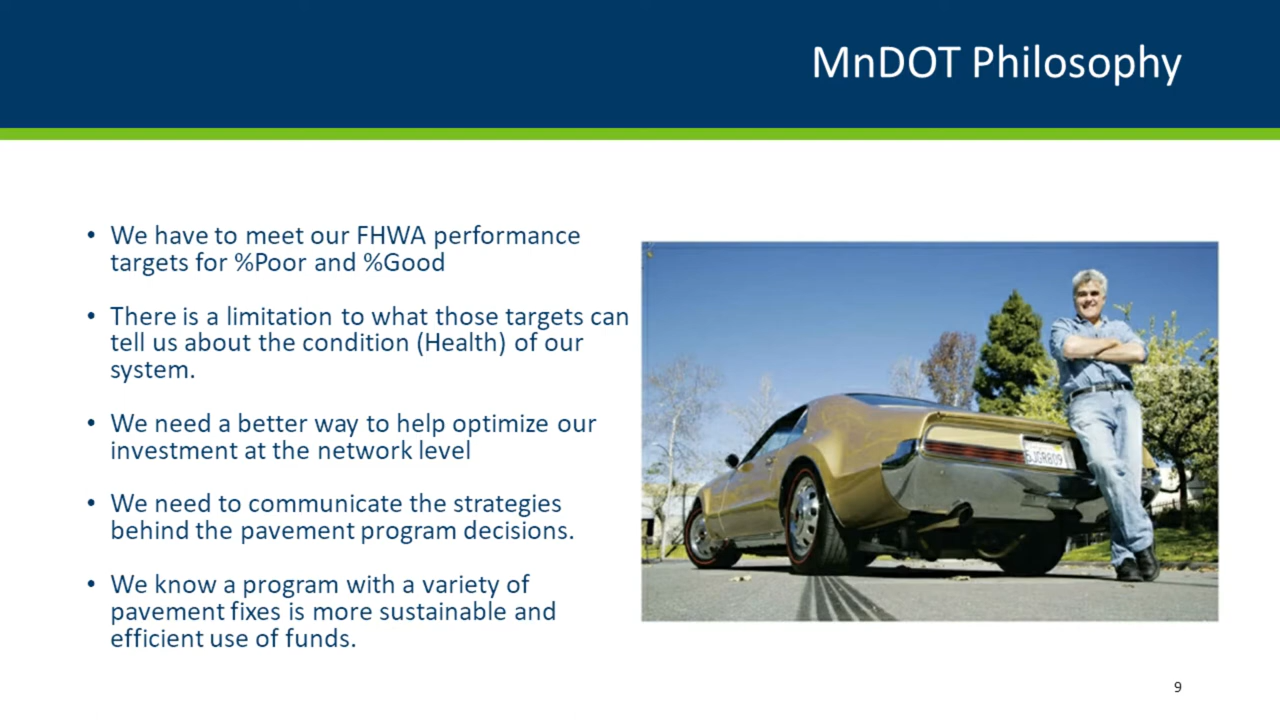 MnDOT Philosophy
• We have to meet our FHWA performance
targets for %Poor and %Good
• There is a limitation to what those targets can
tell us about the condition (Health) of our
system.
• We need a better way to help optimize our
investment at the network level
• We need to communicate the strategies
behind the pavement program decisions.
• We know a program with a variety of
pavement fixes is more sustainable and
efficient use of funds.
9